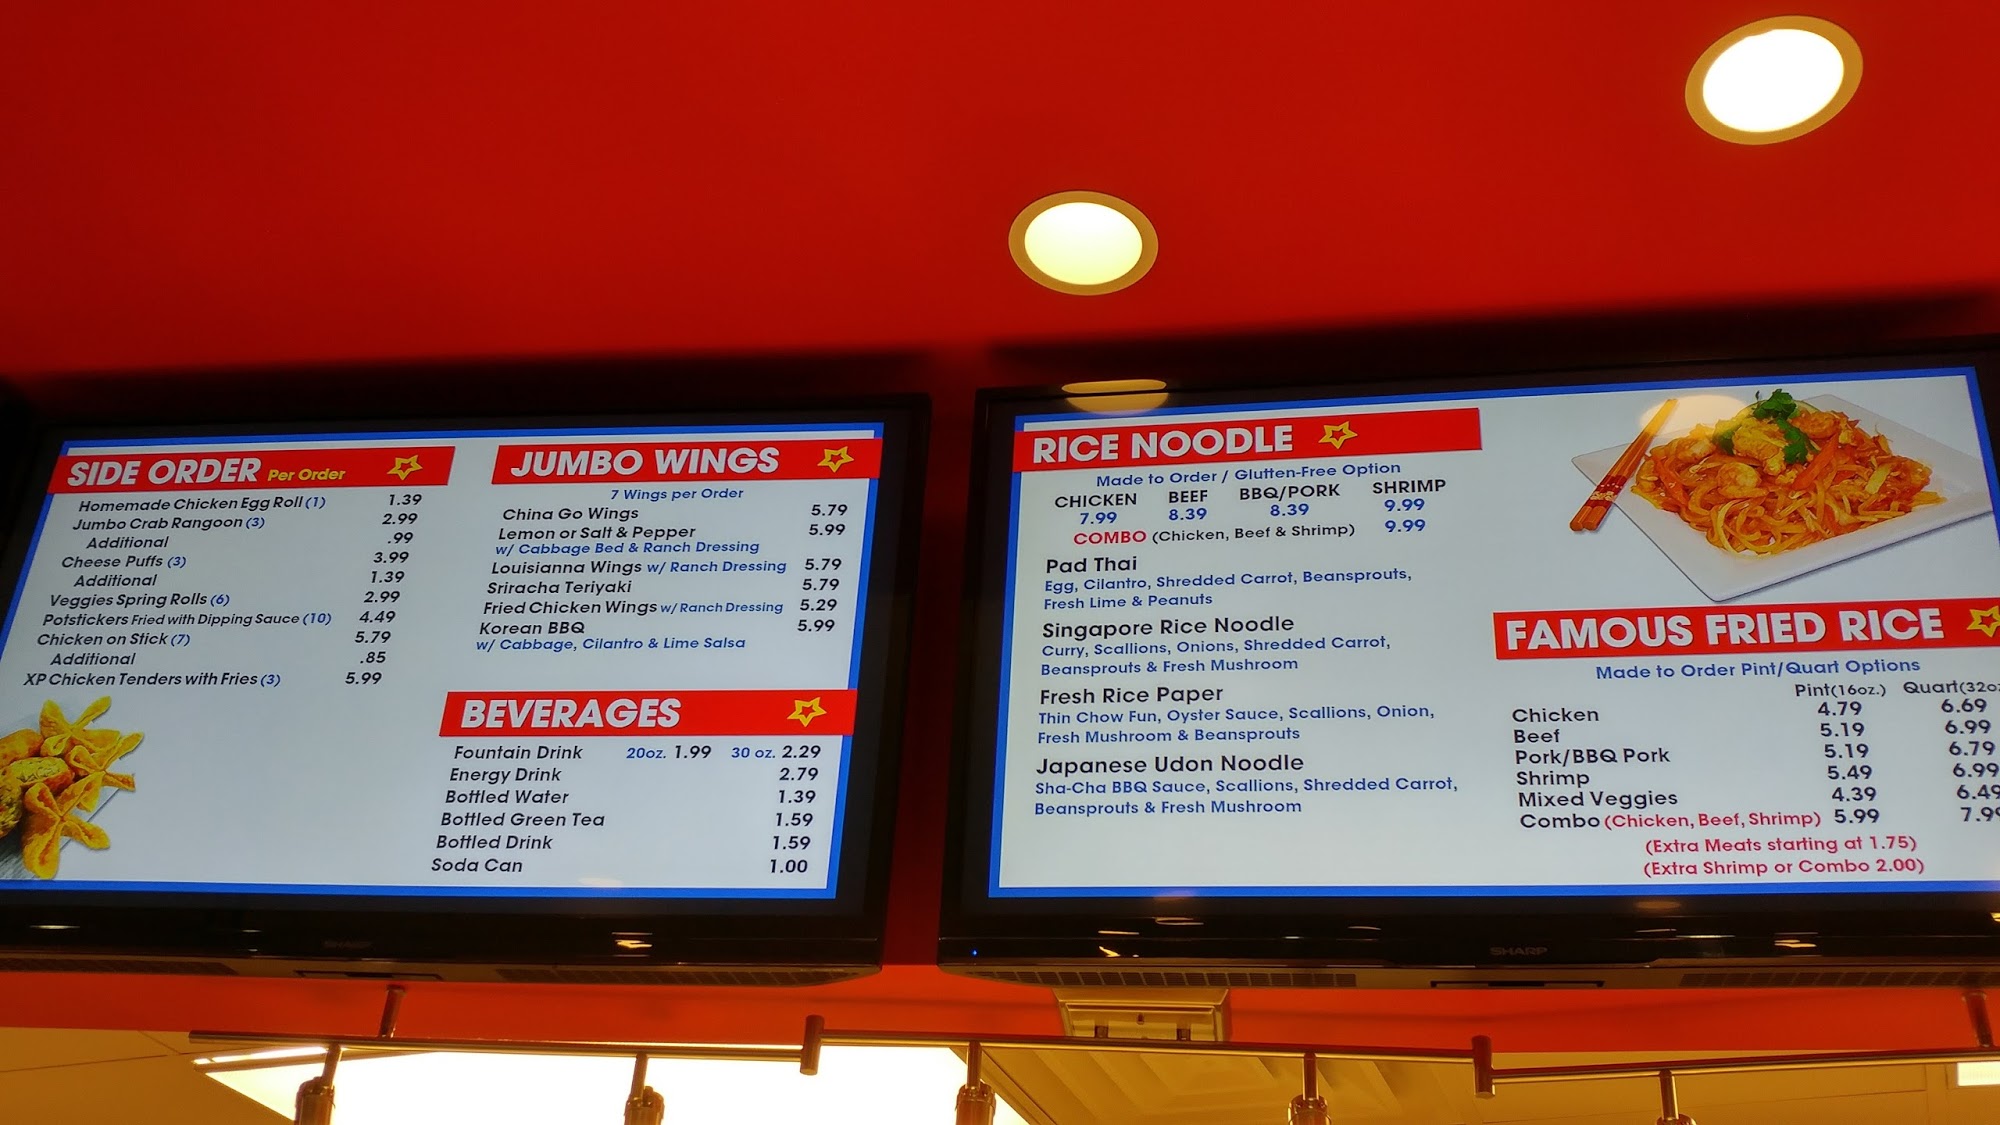 SIDE ORDER Per Order
Homemade Chicken Egg Roll (1) 1.39
Jumbo Crab Rangoon (3) 2.99
Additional .99
Cheese Puffs (3) 3.99
Additional 1.39
Veggies Spring Rolls (6) 2.99
Potstickers Fried with Dipping Sauce (10) 4.49
Chicken on Stick (7) 5.79
Additional .85
XP Chicken Tenders with Fries (3) 5.99
JUMBO WINGS
7 Wings per Order
China Go Wings 5.79
Lemon or Salt & Pepper 5.99
w/ Cabbage Bed & Ranch Dressing
Louisianna Wings w/ Ranch Dressing 5.79
Sriracha Teriyaki 5.79
Fried Chicken Wings w/ Ranch Dressing 5.29
Korean BBQ 5.99
w/ Cabbage, Cilantro & Lime Salsa
BEVERAGES
Fountain Drink 20oz. 1.99 30 oz. 2.29
Energy Drink 2.79
Bottled Water 1.39
Bottled Green Tea 1.59
Bottled Drink 1.59
Soda Can 1.00
SHARP
RICE NOODLE
Made to Order / Glutten-Free Option
CHICKEN BEEF BBQ/PORK SHRIMP
7.99 8.39 8.39 9.99
COMBO (Chicken, Beef & Shrimp) 9.99
Pad Thai
Egg, Cilantro, Shredded Carrot, Beansprouts,
Fresh Lime & Peanuts
Singapore Rice Noodle
Curry, Scallions, Onions, Shredded Carrot,
Beansprouts & Fresh Mushroom
Fresh Rice Paper
Thin Chow Fun, Oyster Sauce, Scallions, Onion,
Fresh Mushroom & Beansprouts
Japanese Udon Noodle
Sha-Cha BBQ Sauce, Scallions, Shredded Carrot,
Beansprouts & Fresh Mushroom
FAMOUS FRIED RICE
Made to Order Pint/Quart Options
Pint(16oz.) Quart(32oz
Chicken 4.79 6.69
Beef 5.19 6.99
Pork/BBQ Pork 5.19 6.79
Shrimp 5.49 6.99
Mixed Veggies 4.39 6.49
Combo (Chicken, Beef, Shrimp) 5.99 7.99
(Extra Meats starting at 1.75)
(Extra Shrimp or Combo 2.00)
SHARP